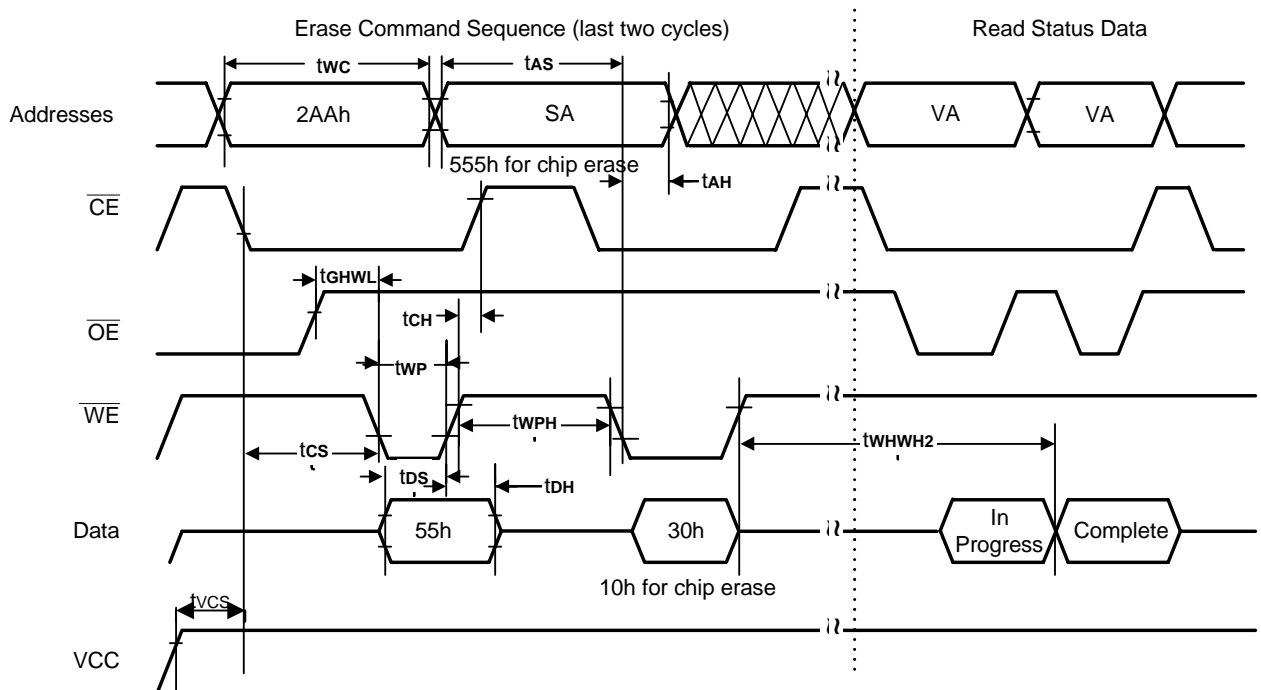 Erase Command Sequence (last two cycles)
Read Status Data
tWC
tAS
Addresses
2AAh
SA
VA
VA
555h for chip erase
tAH
CE
tGHWL
tCH
OE
tWP
WE
tWPH
tWHWH2
tCS
tDS
tDH
Data
55h
30h
In
Progress
Complete
10h for chip erase
tVCS
VCC